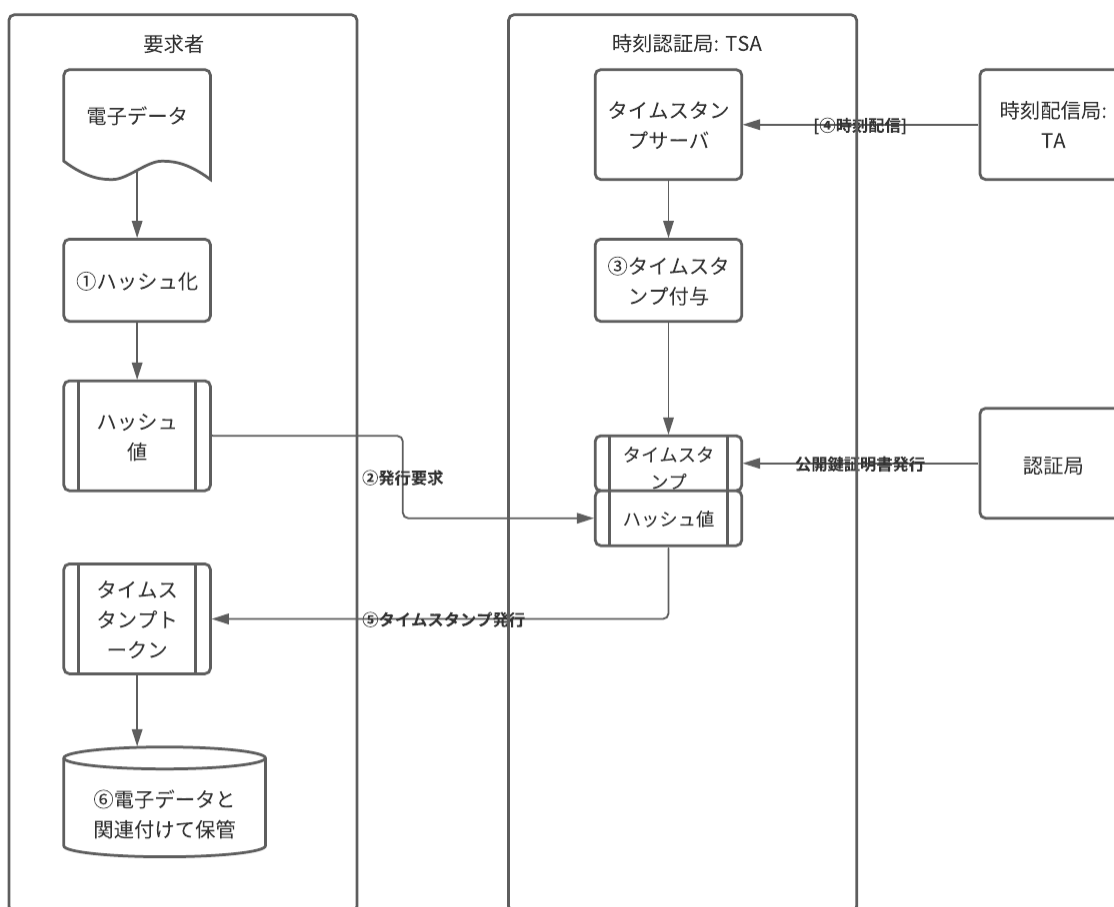 要求者
電子データ
①ハッシュ化
ハッシュ
値
②発行要求
タイムス
タンプト
ークン
⑥電子データと
関連付けて保管
時刻認証局: TSA
タイムスタン
プサーバ
[④時刻配信]
時刻配信局:
TA
③タイムスタ
ンプ付与
タイムスタ
ンプ
ハッシュ値
公開鍵証明書発行
認証局
⑤タイムスタンプ発行